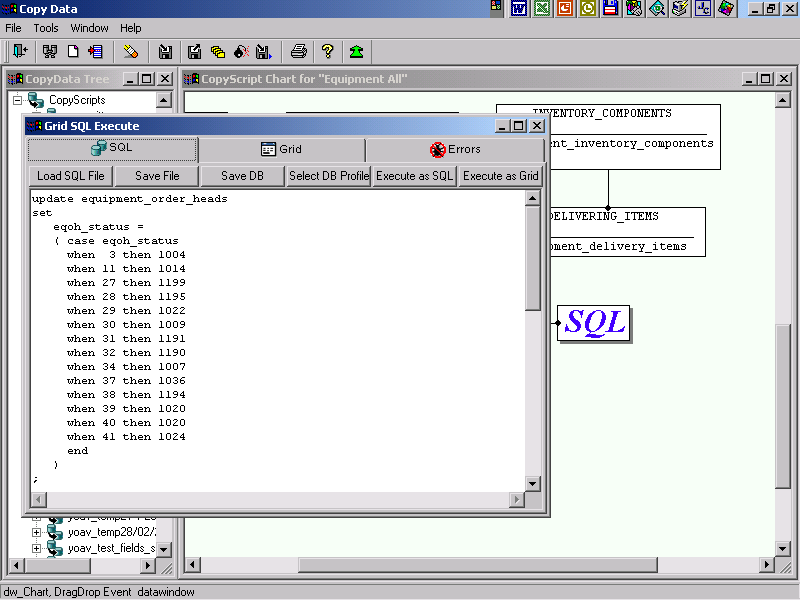 Copy Data
File Tools Window Help
CopyData Tree
CopyScripts
CopyScript Chart for "Equipment All"
INVENTORY_COMPONENTS
ent_inventory_components
DELIVERING_ITEMS
pment_delivery_items
SQL
Grid SQL Execute
SQL Grid Errors
Load SQL File Save File Save DB Select DB Profile Execute as SQL Execute as Grid
update equipment_order_heads
set
eqoh_status =
( case eqoh_status
when 3 then 1004
when 11 then 1014
when 27 then 1199
when 28 then 1195
when 29 then 1022
when 30 then 1009
when 31 then 1191
when 32 then 1190
when 34 then 1007
when 37 then 1036
when 38 then 1194
when 39 then 1020
when 40 then 1020
when 41 then 1024
end
)
;
yoav_temp28/02/
yoav_test_fields_s
dw_Chart, DragDrop Event datawindow